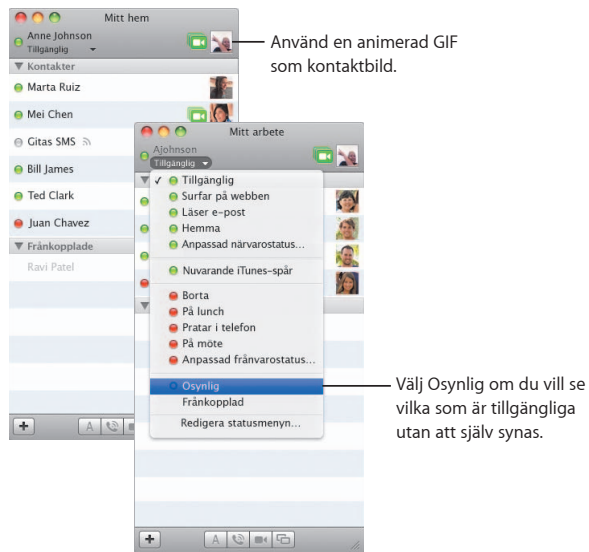 Mitt hem
Anne Johnson
Tillgänglig
Använd en animerad GIF
som kontaktbild.
Kontakter
Marta Ruiz
Mei Chen
Gitas SMS
Bill James
Ted Clark
Juan Chavez
Frånkopplade
Ravi Patel
A
Mitt arbete
Ajohnson
Tillgänglig
✓ Tillgänglig
Surfar på webben
Läser e-post
Hemma
Anpassad närvarostatus...
Nuvarande iTunes-spår
Borta
På lunch
Pratar i telefon
På möte
Anpassad frånvarostatus...
Osynlig
Frånkopplad
Redigera statusmenyn...
A
Välj Osynlig om du vill se
vilka som är tillgängliga
utan att själv synas.